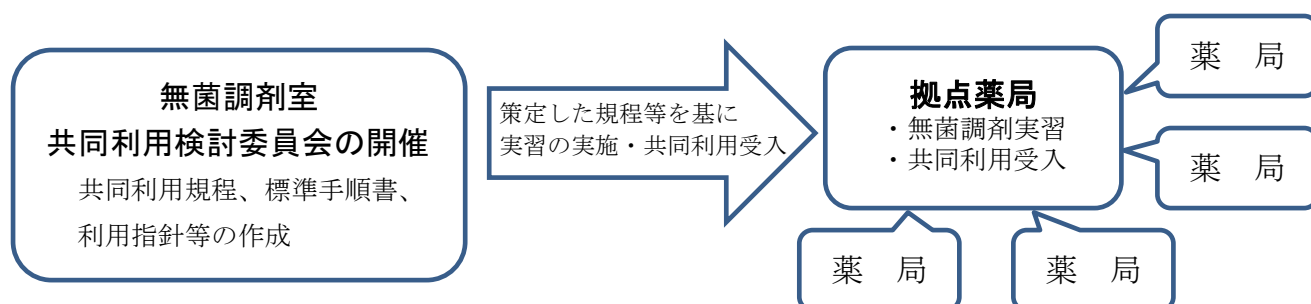 無菌調剤室
共同利用検討委員会の開催
共同利用規程、標準手順書、
利用指針等の作成
策定した規程等を基に
実習の実施・共同利用受入
拠点薬局
・無菌調剤実習
・共同利用受入
薬　局
薬　局
薬　局
薬　局